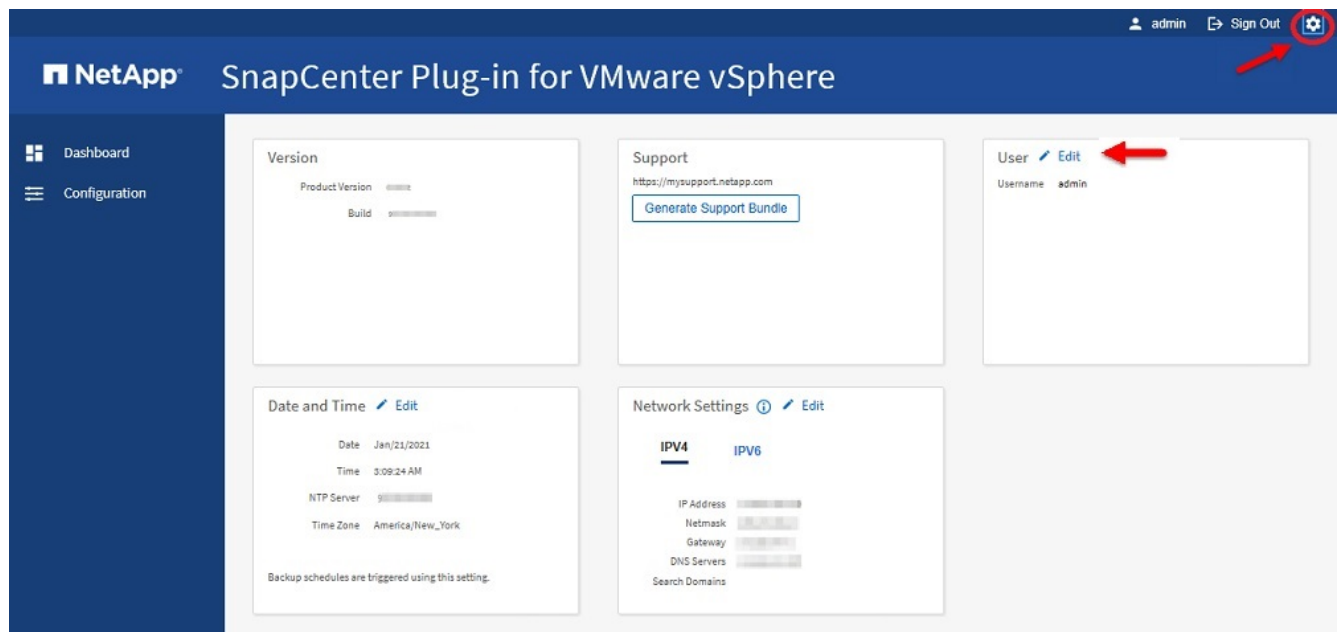 admin Sign Out
NetApp SnapCenter Plug-in for VMware vSphere
Dashboard
Configuration
Version
Product Version
Build
Support
https://mysupport.netapp.com
Generate Support Bundle
User Edit
Username admin
Date and Time Edit
Date Jan/21/2021
Time 5:09:24 AM
NTP Server
Time Zone America/New_York
Backup schedules are triggered using this setting.
Network Settings Edit
IPV4 IPV6
IP Address
Netmask
Gateway
DNS Servers
Search Domains